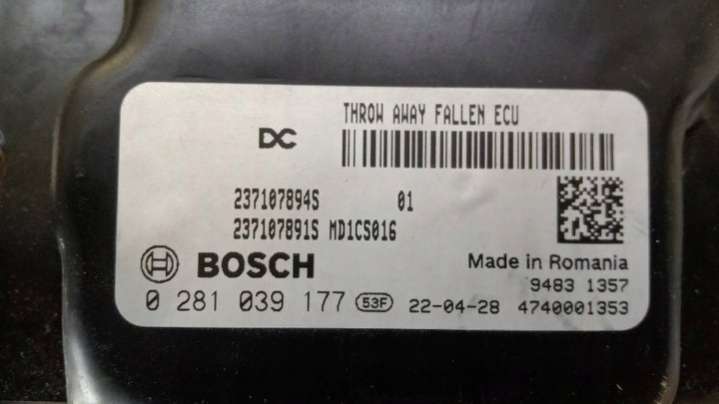 THROW AWAY FALLEN ECU
DC
237107894S 01
237107891S MD1CS016
BOSCH
Made in Romania
9483 1357
0 281 039 177 53F 22-04-28 4740001353